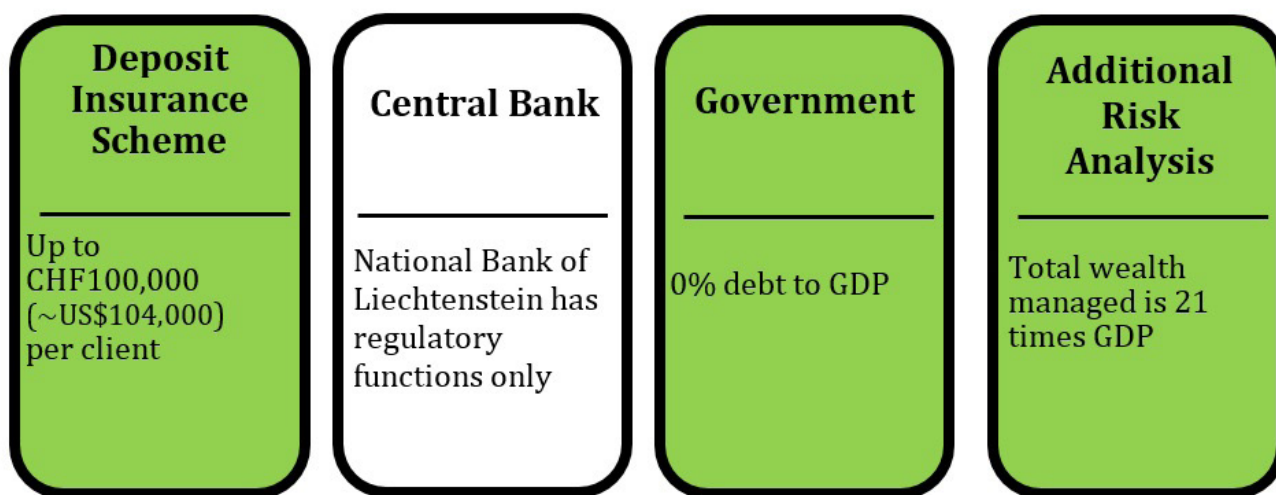 Deposit
Insurance
Scheme
Up to
CHF100,000
(~US$104,000)
per client
Central Bank
National Bank of
Liechtenstein has
regulatory
functions only
Government
0% debt to GDP
Additional
Risk
Analysis
Total wealth
managed is 21
times GDP